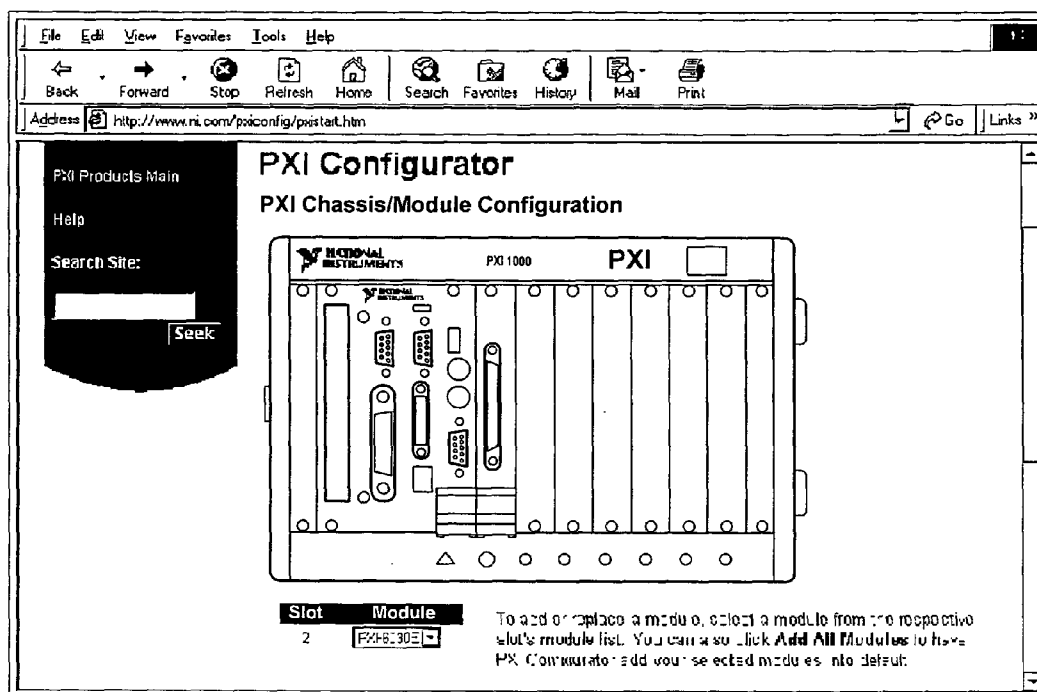 File Edit View Favorites Tools Help
Back Forward Stop Refresh Home Search Favorites History Mail Print
Address http://www.ni.com/pxiconfig/pxistart.htm Go Links »
PXI Products Main
Help
Search Site:
Seek
PXI Configurator
PXI Chassis/Module Configuration
NATIONAL INSTRUMENTS PXI 1000 PXI
NATIONAL INSTRUMENTS
Slot Module
2
To add or replace a module, select a module from the respective
slot's module list. You can also click Add All Modules to have
PXI Configurator add your selected modules into default